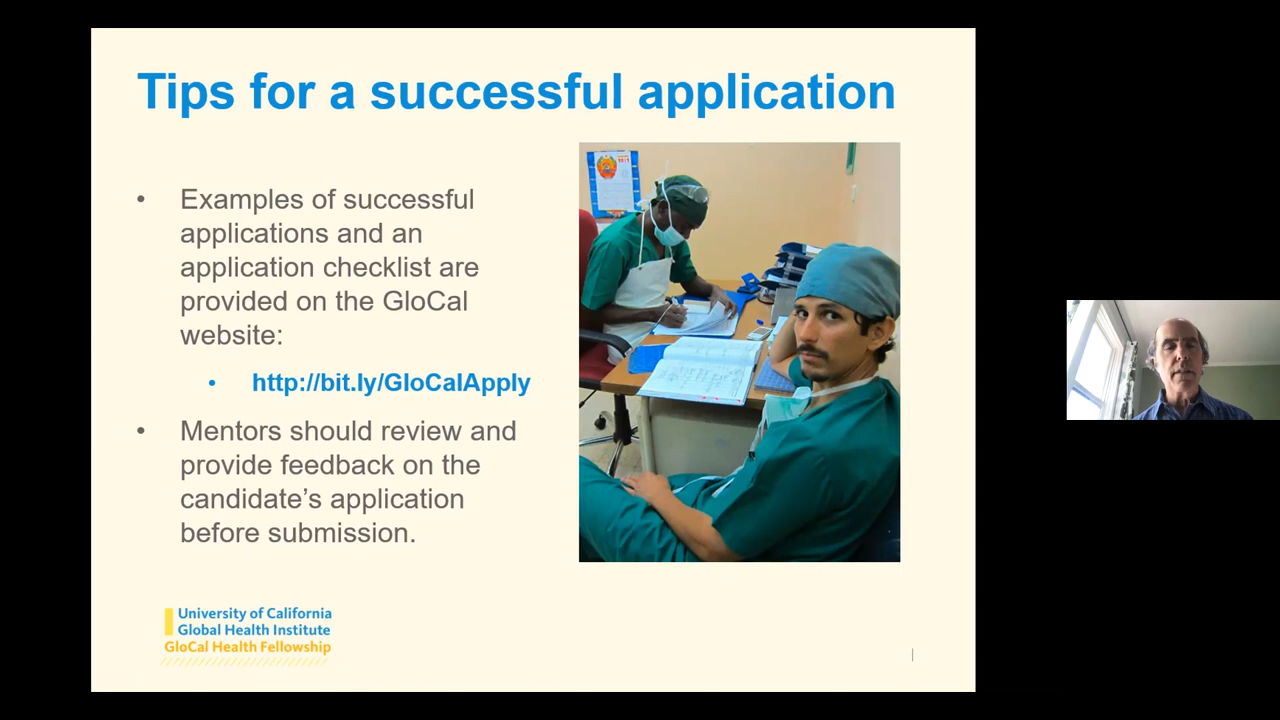 Tips for a successful application
• Examples of successful
applications and an
application checklist are
provided on the GloCal
website:
• http://bit.ly/GloCalApply
• Mentors should review and
provide feedback on the
candidate’s application
before submission.
University of California
Global Health Institute
GloCal Health Fellowship